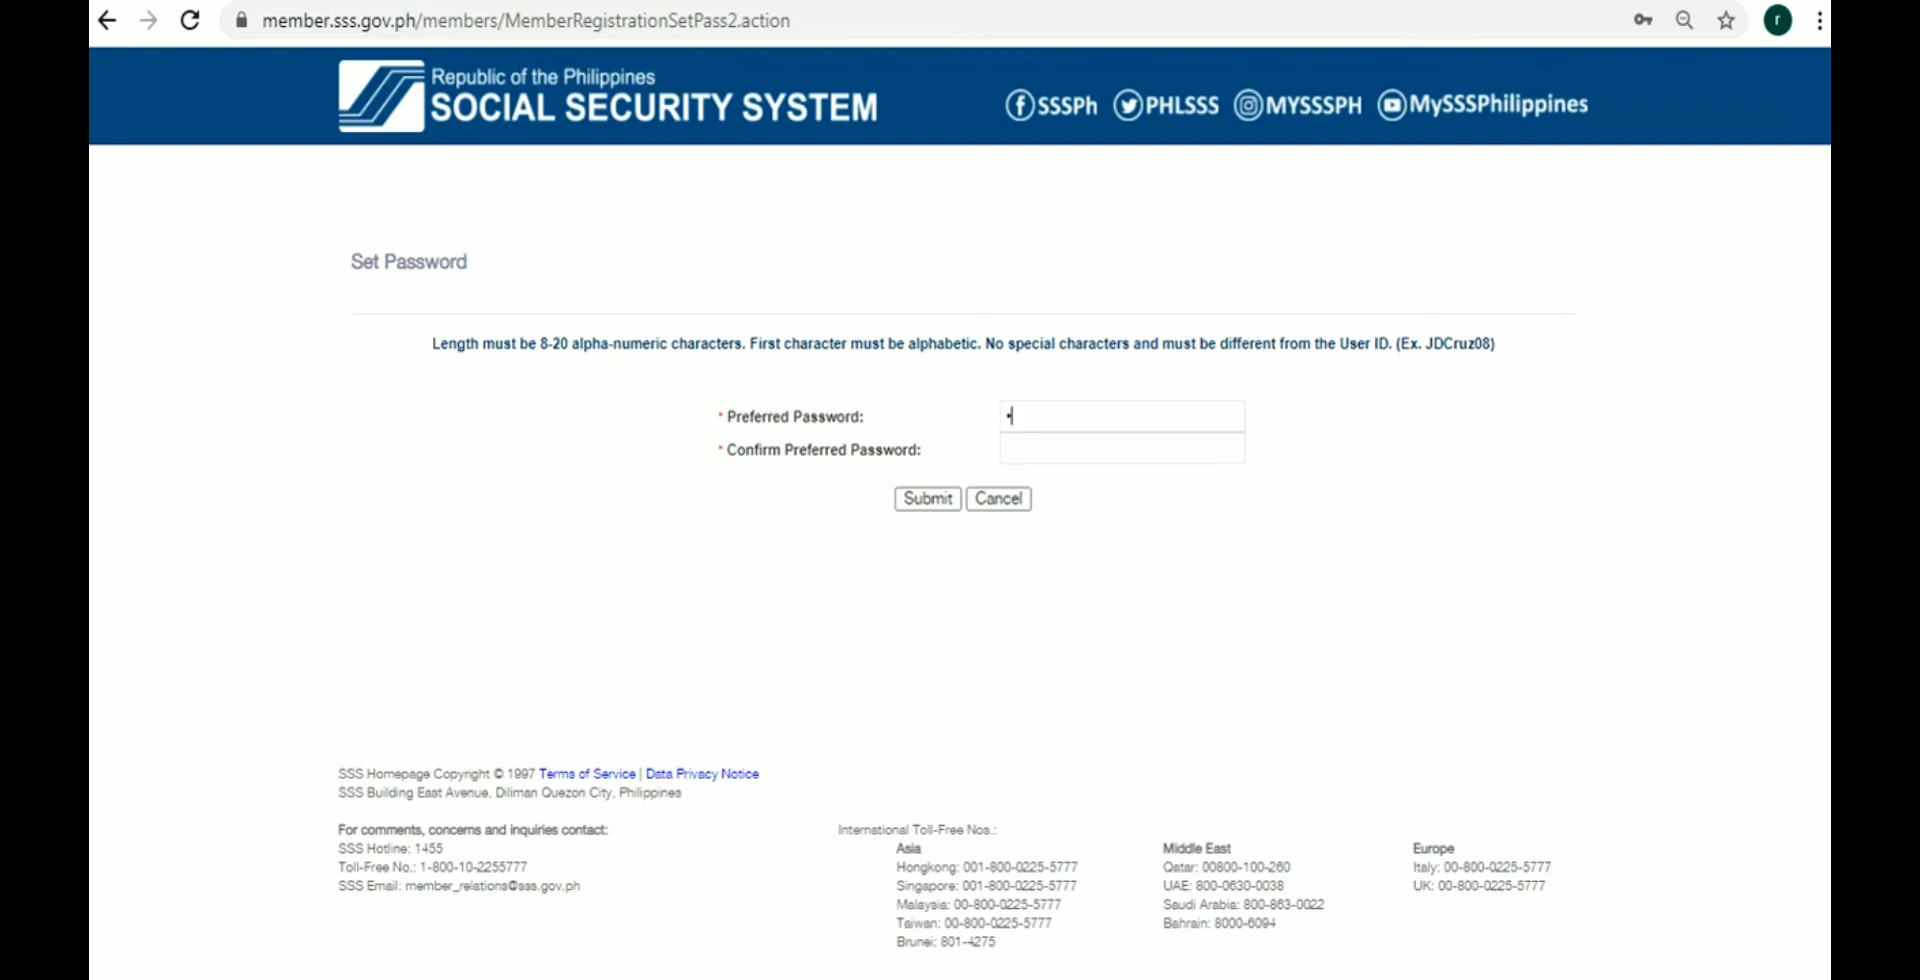 member.sss.gov.ph/members/MemberRegistrationSetPass2.action
r
Republic of the Philippines
SOCIAL SECURITY SYSTEM
SSSPh PHLSSS MYSSSPH MySSSPhilippines
Set Password
Length must be 8-20 alpha-numeric characters. First character must be alphabetic. No special characters and must be different from the User ID. (Ex. JDCruz08)
* Preferred Password:
* Confirm Preferred Password:
Submit Cancel
SSS Homepage Copyright © 1997 Terms of Service | Data Privacy Notice
SSS Building East Avenue, Diliman Quezon City, Philippines
For comments, concerns and inquiries contact:
SSS Hotline: 1455
Toll-Free No.: 1-800-10-2255777
SSS Email: member_relations@sss.gov.ph
International Toll-Free Nos.:
Asia
Hongkong: 001-800-0225-5777
Singapore: 001-800-0225-5777
Malaysia: 00-800-0225-5777
Taiwan: 00-800-0225-5777
Brunei: 801-4275
Middle East
Qatar: 00800-100-260
UAE: 800-0630-0038
Saudi Arabia: 800-863-0022
Bahrain: 8000-6094
Europe
Italy: 00-800-0225-5777
UK: 00-800-0225-5777